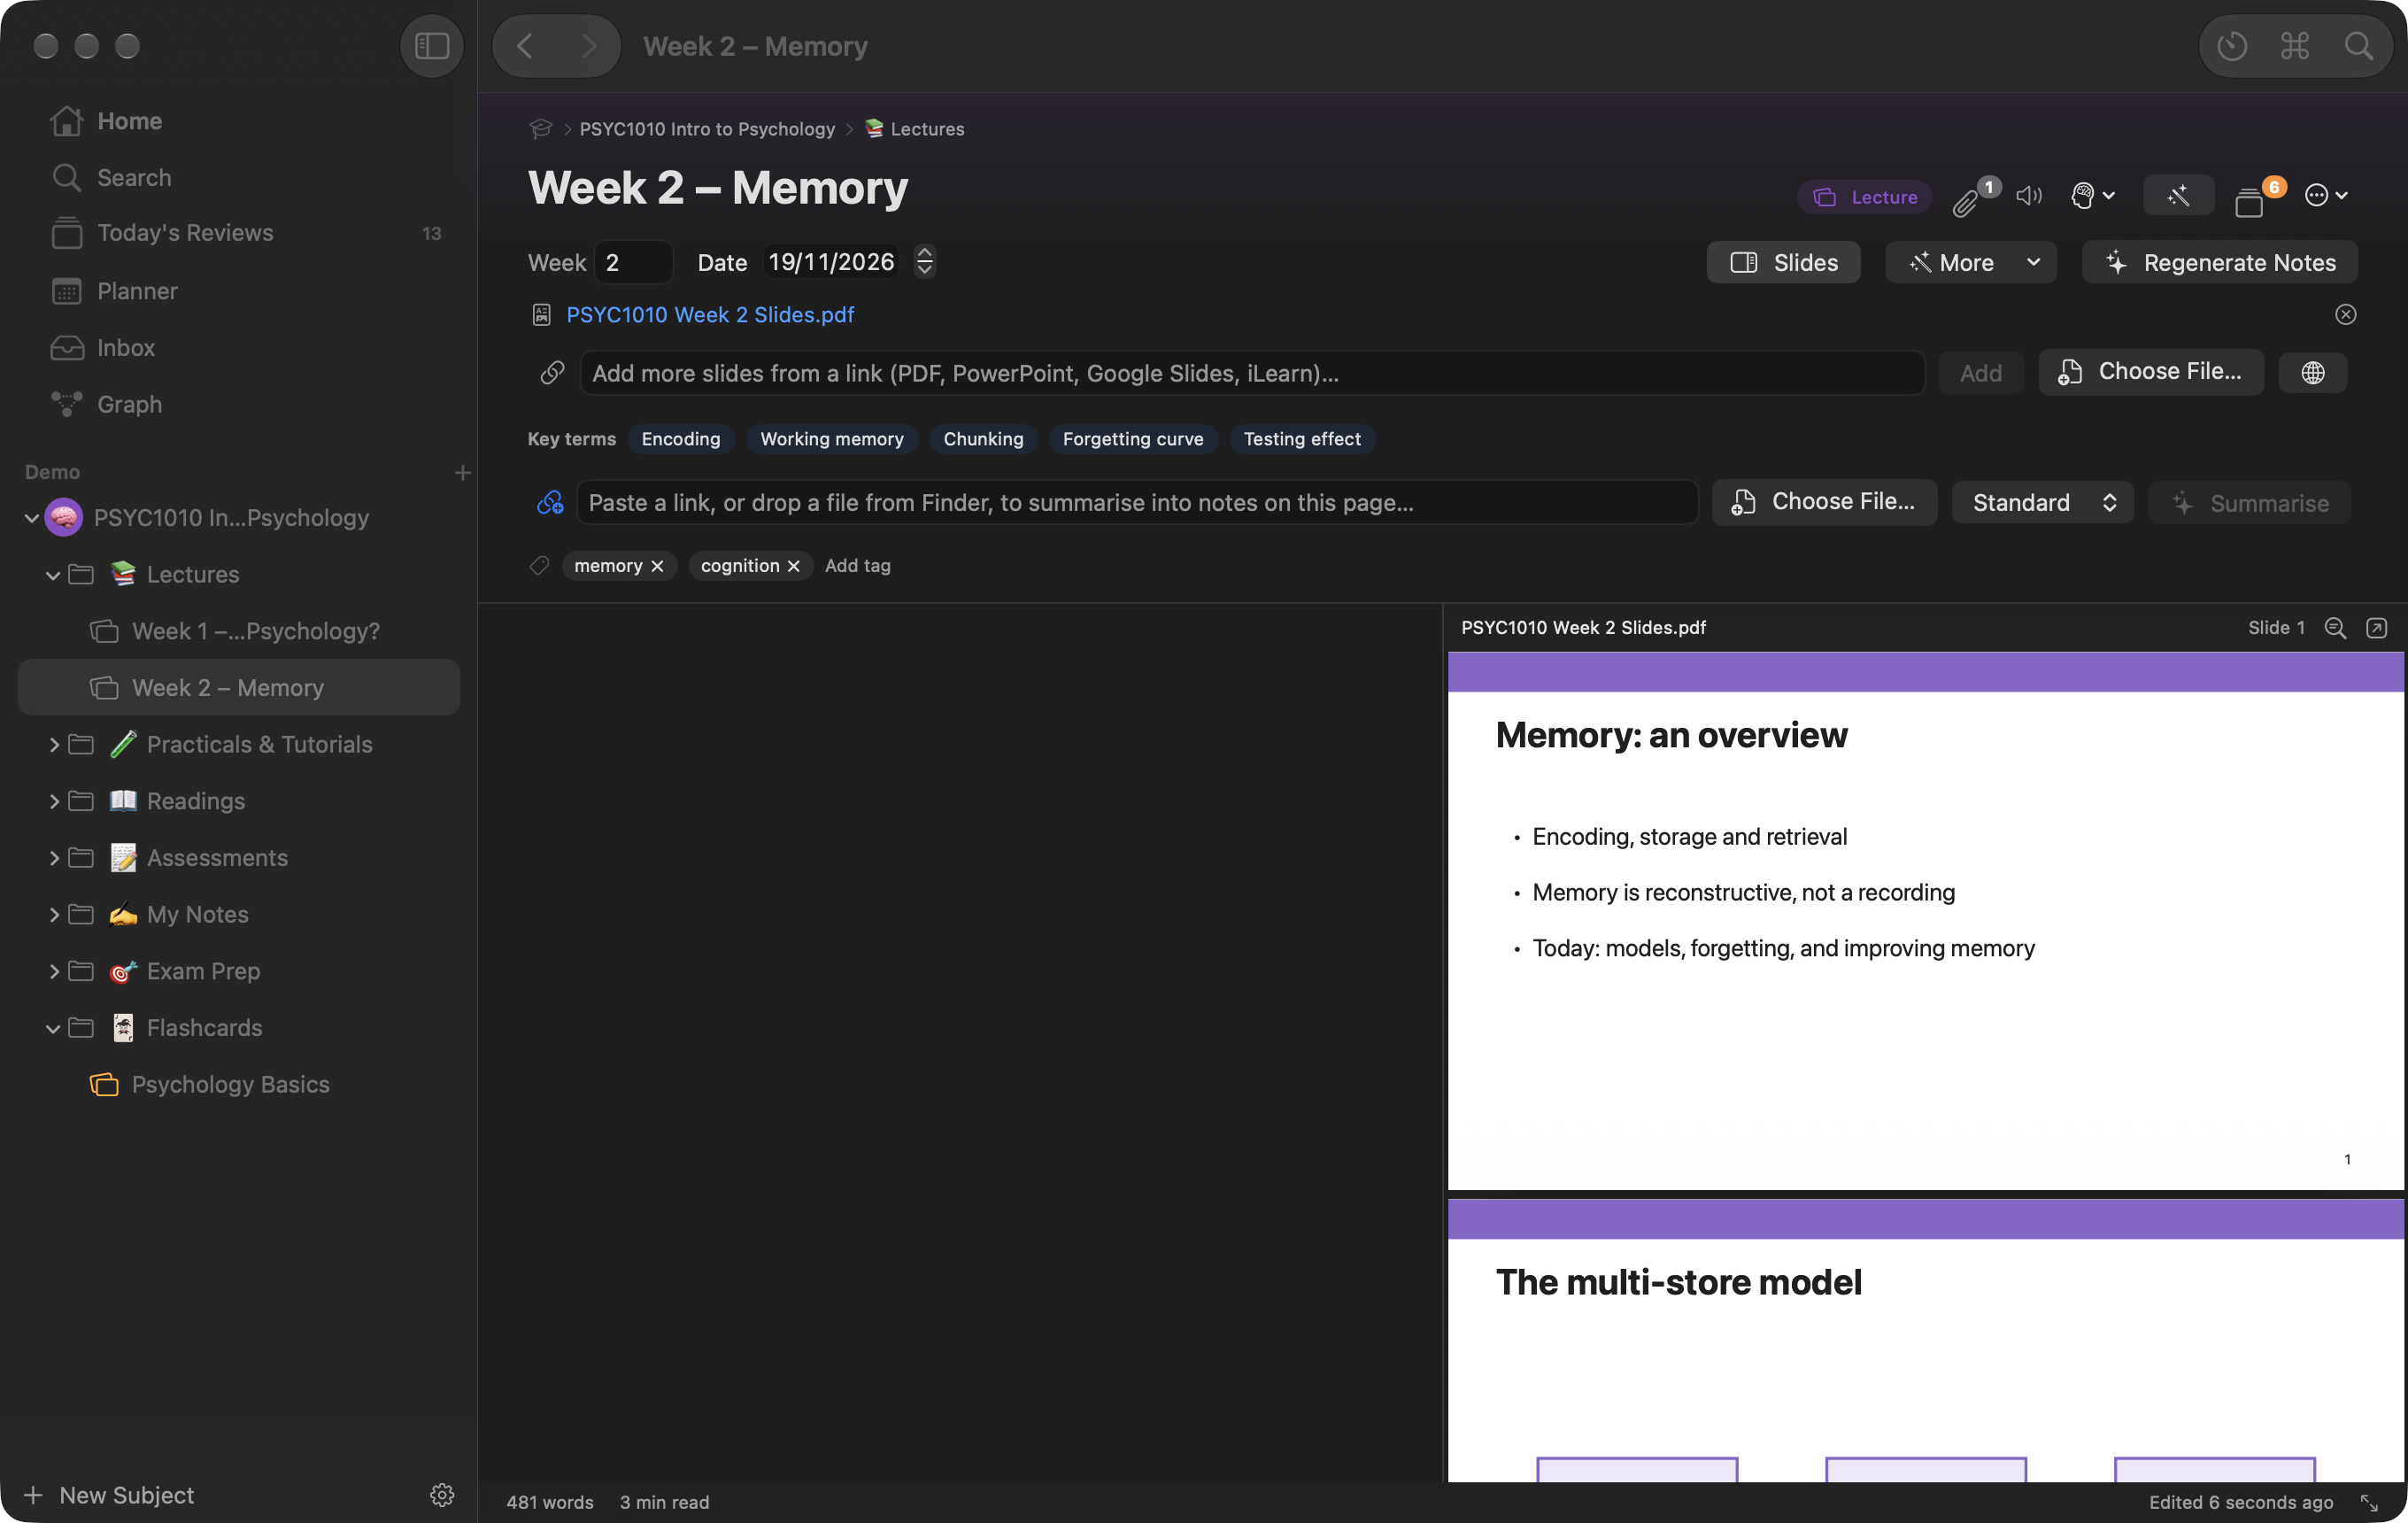 Week 2 – Memory
Home
Search
Today's Reviews 13
Planner
Inbox
Graph
Demo
PSYC1010 In...Psychology
📚 Lectures
Week 1 –...Psychology?
Week 2 – Memory
Practicals & Tutorials
Readings
Assessments
My Notes
Exam Prep
Flashcards
Psychology Basics
New Subject
PSYC1010 Intro to Psychology > 📚 Lectures
Week 2 – Memory
Lecture 1 6
Week 2 Date 19/11/2026 Slides More Regenerate Notes
PSYC1010 Week 2 Slides.pdf
Add more slides from a link (PDF, PowerPoint, Google Slides, iLearn)... Add Choose File...
Key terms Encoding Working memory Chunking Forgetting curve Testing effect
Paste a link, or drop a file from Finder, to summarise into notes on this page... Choose File... Standard Summarise
memory cognition Add tag
PSYC1010 Week 2 Slides.pdf Slide 1
Memory: an overview
• Encoding, storage and retrieval
• Memory is reconstructive, not a recording
• Today: models, forgetting, and improving memory
1
The multi-store model
481 words 3 min read Edited 6 seconds ago